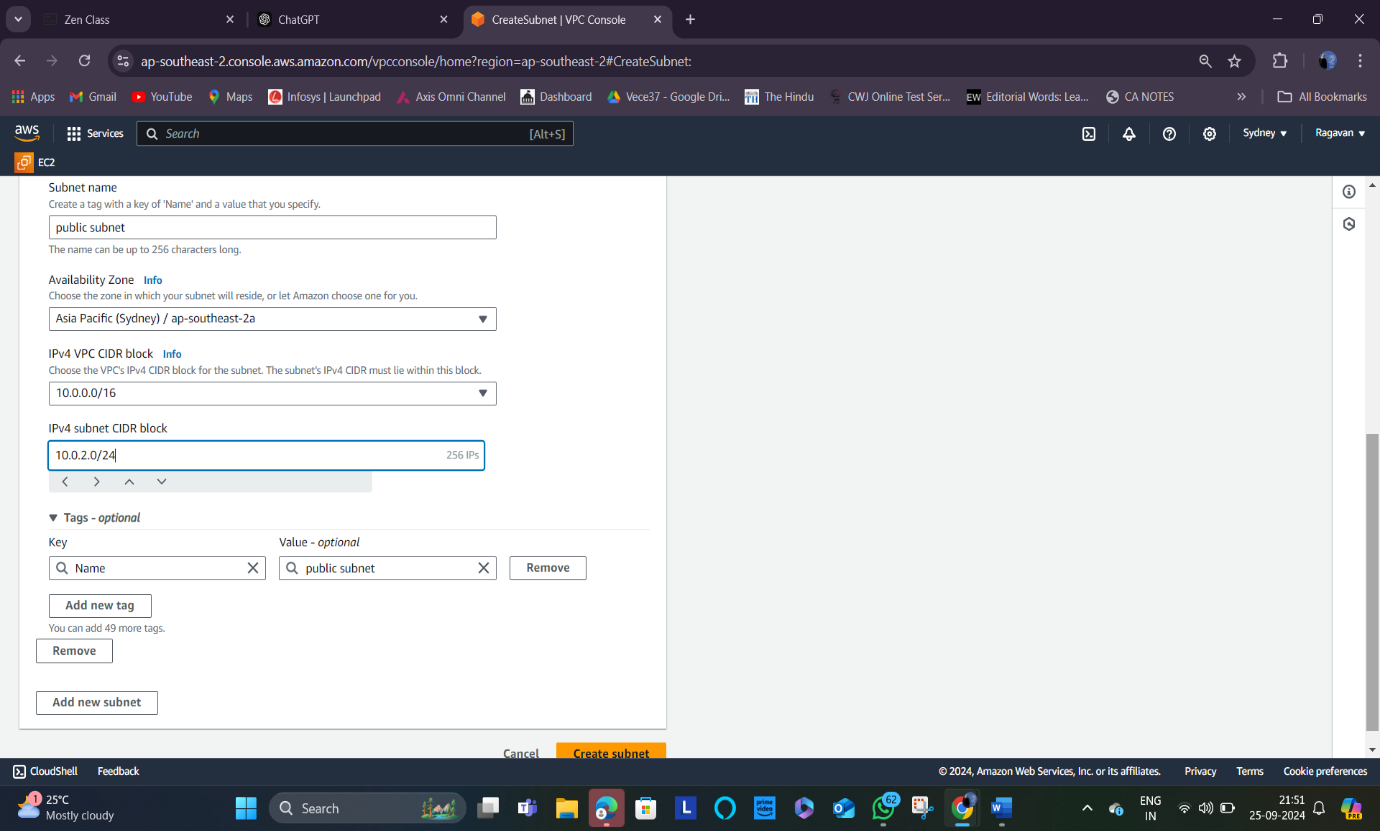 Zen Class
ChatGPT
CreateSubnet | VPC Console
ap-southeast-2.console.aws.amazon.com/vpcconsole/home?region=ap-southeast-2#CreateSubnet:
Apps Gmail YouTube Maps Infosys | Launchpad Axis Omni Channel Dashboard Vece37 - Google Dri... The Hindu CWJ Online Test Ser... EW Editorial Words: Lea... CA NOTES » All Bookmarks
aws Services Search [Alt+S] Sydney Ragavan
EC2
Subnet name
Create a tag with a key of 'Name' and a value that you specify.
public subnet
The name can be up to 256 characters long.
Availability Zone Info
Choose the zone in which your subnet will reside, or let Amazon choose one for you.
Asia Pacific (Sydney) / ap-southeast-2a
IPv4 VPC CIDR block Info
Choose the VPC's IPv4 CIDR block for the subnet. The subnet's IPv4 CIDR must lie within this block.
10.0.0.0/16
IPv4 subnet CIDR block
10.0.2.0/24 256 IPs
Tags - optional
Key Value - optional
Name public subnet Remove
Add new tag
You can add 49 more tags.
Remove
Add new subnet
Cancel Create subnet
CloudShell Feedback © 2024, Amazon Web Services, Inc. or its affiliates. Privacy Terms Cookie preferences
1 25°C
Mostly cloudy
Search
L
prime video
62
W
ENG
IN
21:51
25-09-2024
PRE